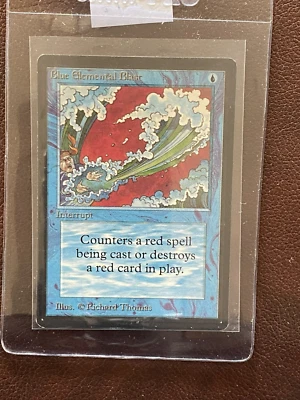 Blue Elemental Blast
Interrupt
Counters a red spell
being cast or destroys
a red card in play.
Illus. © Richard Thomas